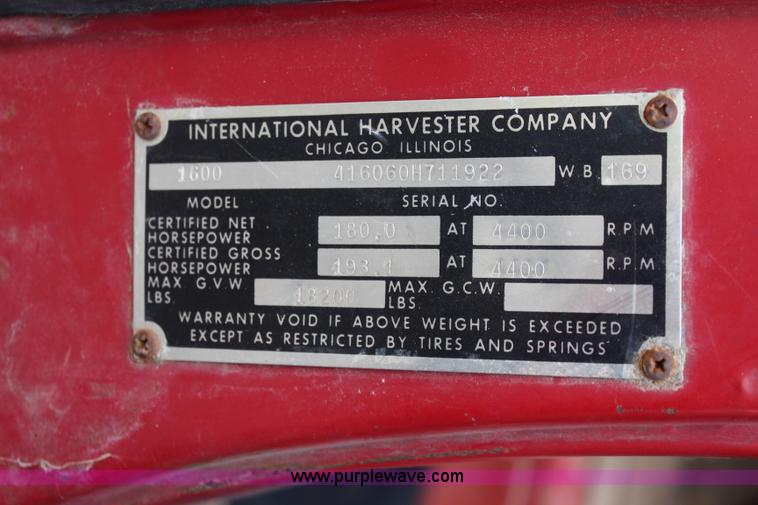 INTERNATIONAL HARVESTER COMPANY
CHICAGO ILLINOIS
1600 416060H711922 W.B. 169
MODEL SERIAL NO.
CERTIFIED NET HORSEPOWER 180.0 AT 4400 R.P.M
CERTIFIED GROSS HORSEPOWER 193.1 AT 4400 R.P.M
MAX. G.V.W LBS. 18200 MAX. G.C.W. LBS.
WARRANTY VOID IF ABOVE WEIGHT IS EXCEEDED
EXCEPT AS RESTRICTED BY TIRES AND SPRINGS
www.purplewave.com